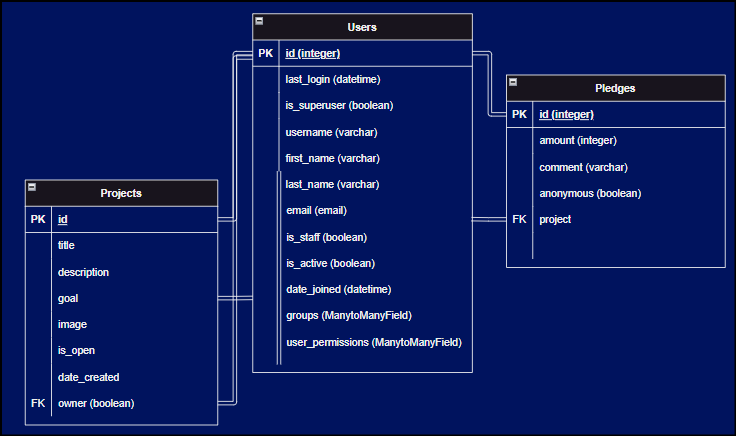 Users
PK id (integer)
last_login (datetime)
is_superuser (boolean)
username (varchar)
first_name (varchar)
last_name (varchar)
email (email)
is_staff (boolean)
is_active (boolean)
date_joined (datetime)
groups (ManytoManyField)
user_permissions (ManytoManyField)
Pledges
PK id (integer)
amount (integer)
comment (varchar)
anonymous (boolean)
FK project
Projects
PK id
title
description
goal
image
is_open
date_created
FK owner (boolean)